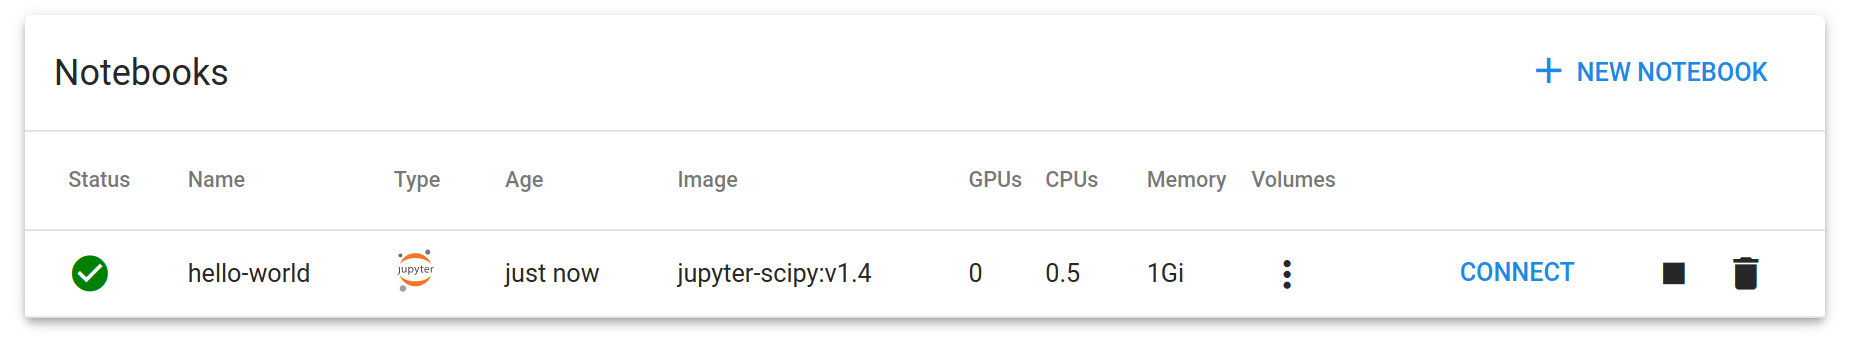 Notebooks
+ NEW NOTEBOOK
Status Name Type Age Image GPUs CPUs Memory Volumes
hello-world jupyter just now jupyter-scipy:v1.4 0 0.5 1Gi CONNECT